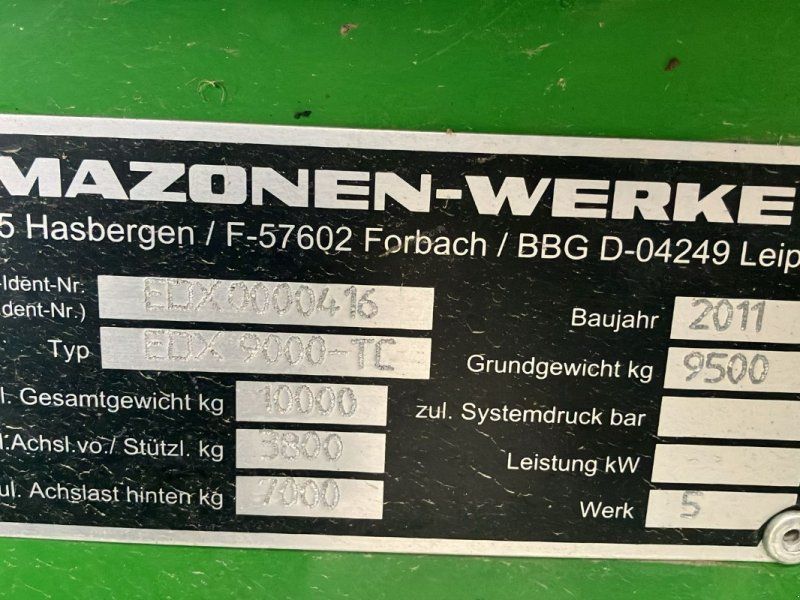 MAZONEN-WERKE
5 Hasbergen / F-57602 Forbach / BBG D-04249 Leip
-Ident-Nr.
dent-Nr.) EDX0000416
Typ EDX 9000-TC
l. Gesamtgewicht kg 10000
l.Achsl.vo./ Stützl. kg 3800
ul. Achslast hinten kg 7000
Baujahr 2011
Grundgewicht kg 9500
zul. Systemdruck bar
Leistung kW
Werk 5